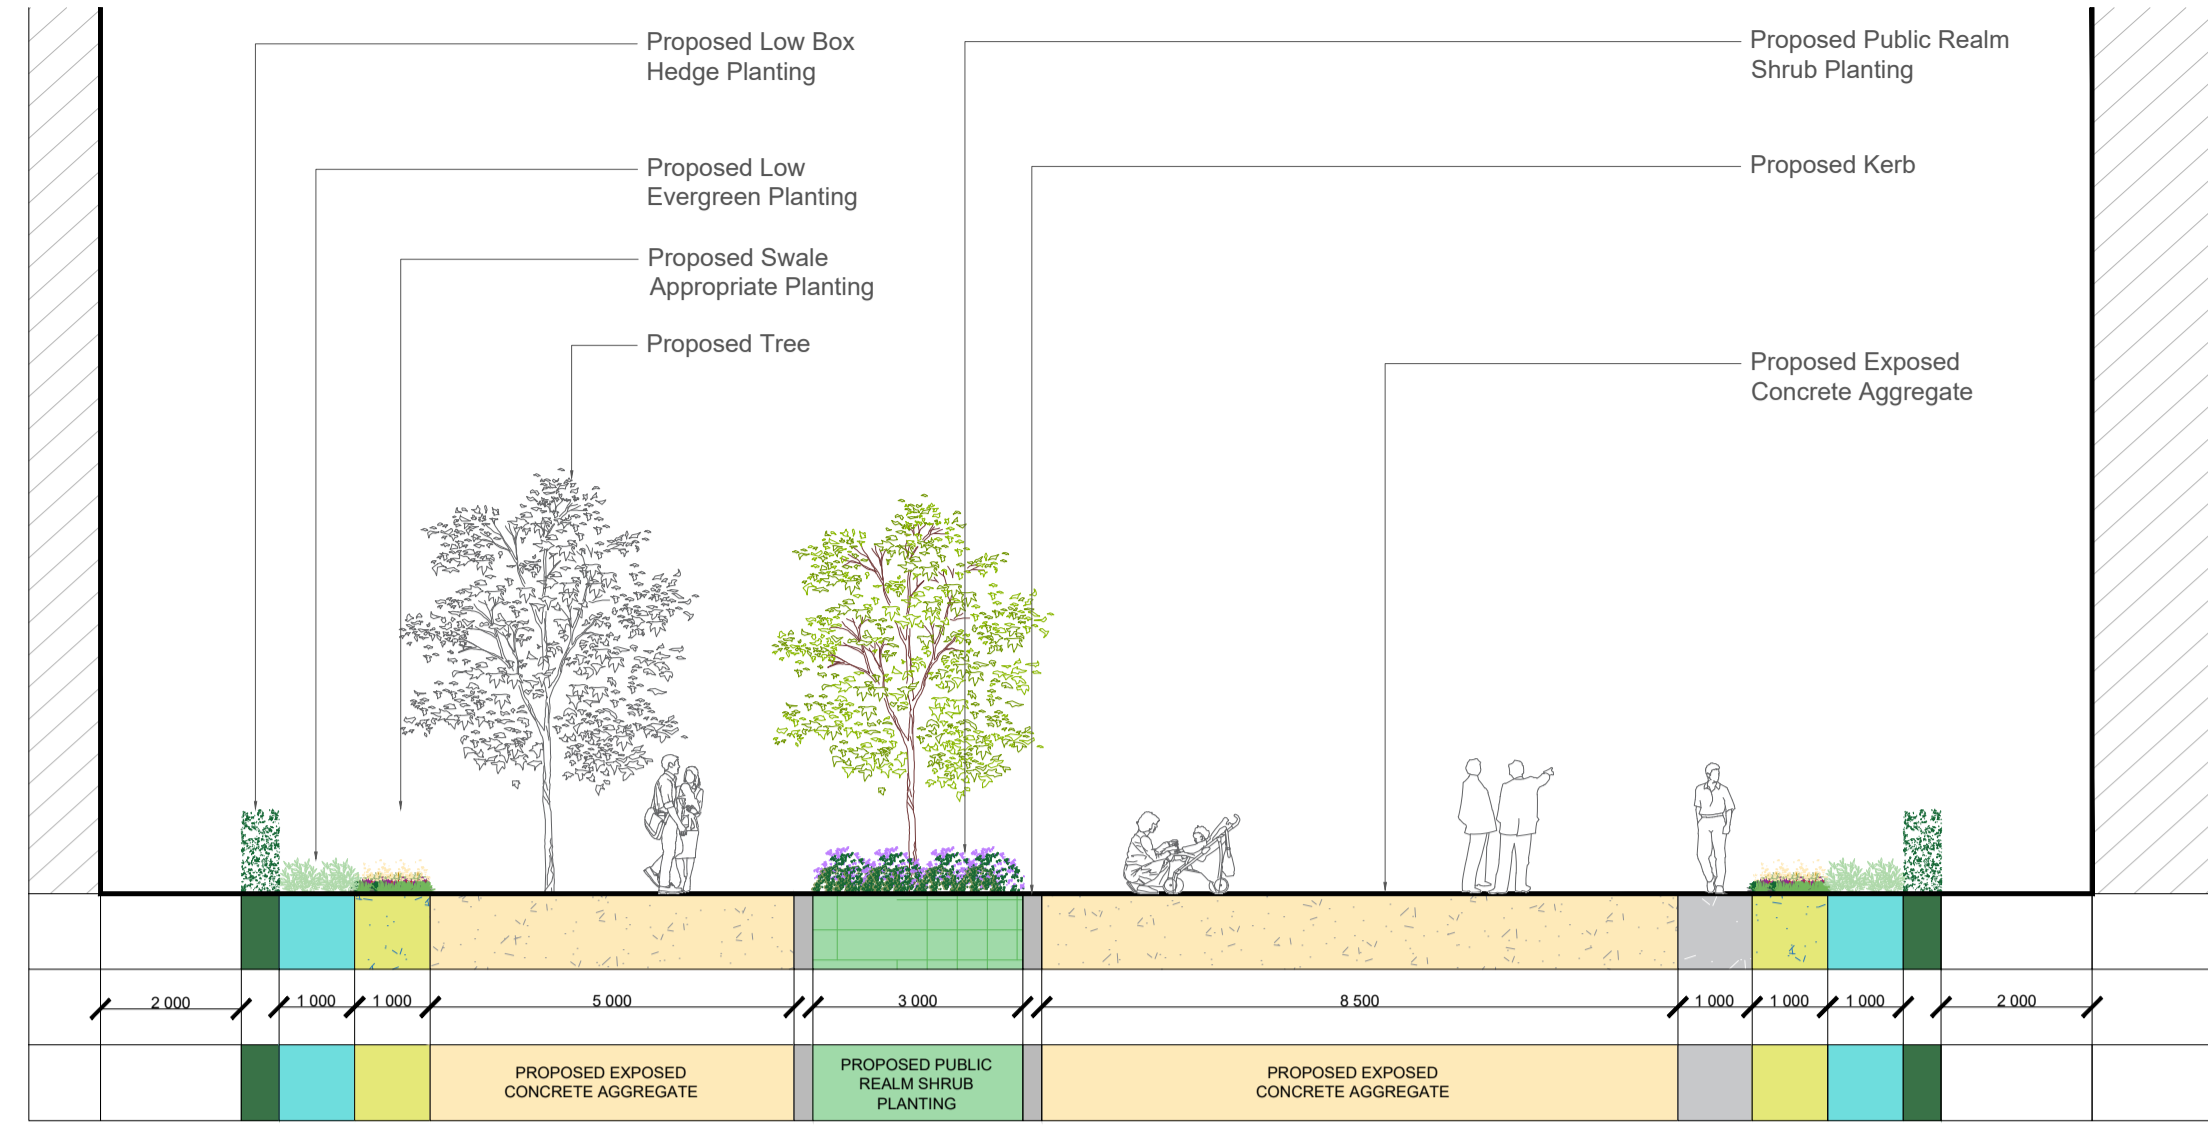 Proposed Low Box
Hedge Planting
Proposed Low
Evergreen Planting
Proposed Swale
Appropriate Planting
Proposed Tree
Proposed Public Realm
Shrub Planting
Proposed Kerb
Proposed Exposed
Concrete Aggregate
2 000
1 000
1 000
5 000
3 000
8 500
1 000
1 000
1 000
2 000
PROPOSED EXPOSED
CONCRETE AGGREGATE
PROPOSED PUBLIC
REALM SHRUB
PLANTING
PROPOSED EXPOSED
CONCRETE AGGREGATE